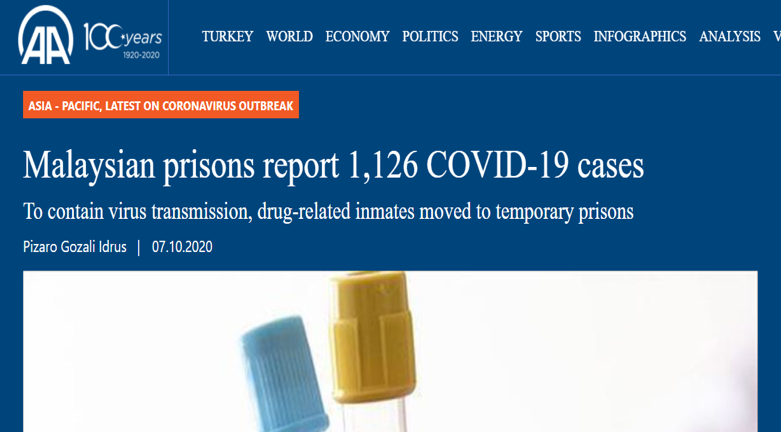 AA 100 years
1920-2020
TURKEY WORLD ECONOMY POLITICS ENERGY SPORTS INFOGRAPHICS ANALYSIS V
ASIA - PACIFIC, LATEST ON CORONAVIRUS OUTBREAK
Malaysian prisons report 1,126 COVID-19 cases
To contain virus transmission, drug-related inmates moved to temporary prisons
Pizaro Gozali Idrus | 07.10.2020